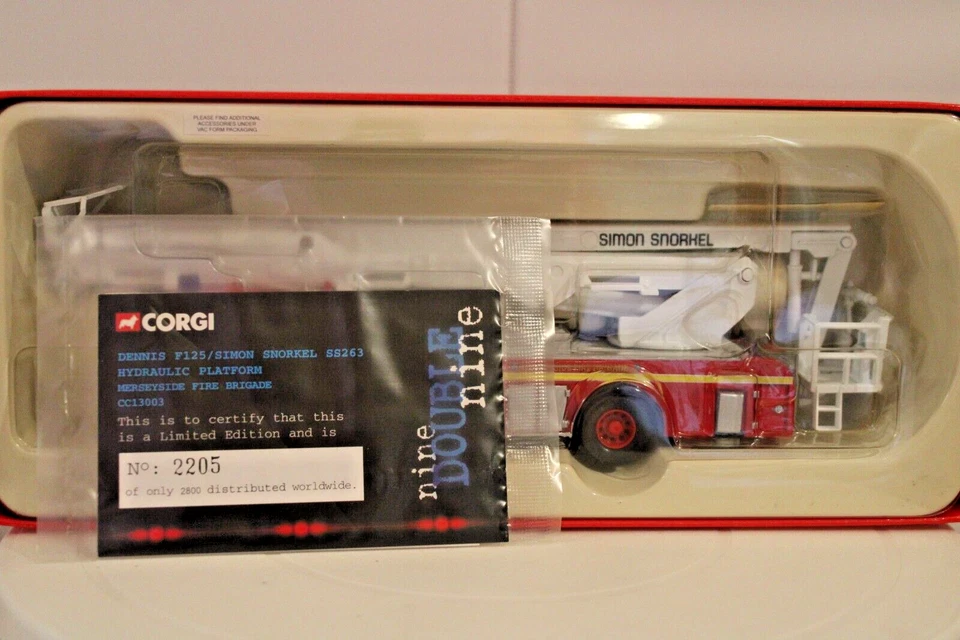 PLEASE FIND ADDITIONAL
ACCESSORIES UNDER
VAC FORM PACKAGING
SIMON SNORKEL
CORGI
DENNIS F125/SIMON SNORKEL SS263
HYDRAULIC PLATFORM
MERSEYSIDE FIRE BRIGADE
CC13003
This is to certify that this
is a Limited Edition and is
No: 2205
of only 2800 distributed worldwide.
nine
DOUBLE
nine